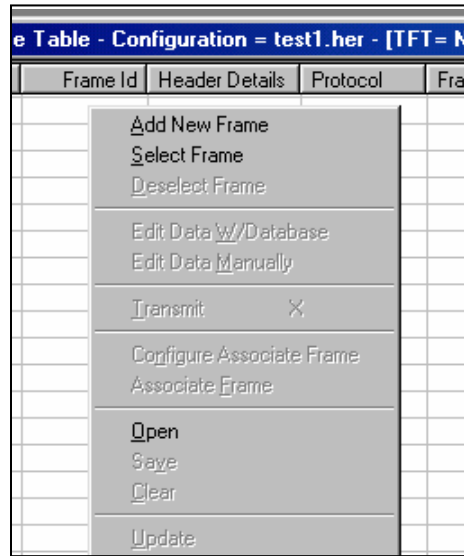 e Table - Configuration = test1.her - [TFT= N
Frame Id Header Details Protocol Fra
Add New Frame
Select Frame
Deselect Frame
Edit Data W/Database
Edit Data Manually
Transmit X
Configure Associate Frame
Associate Frame
Open
Save
Clear
Update